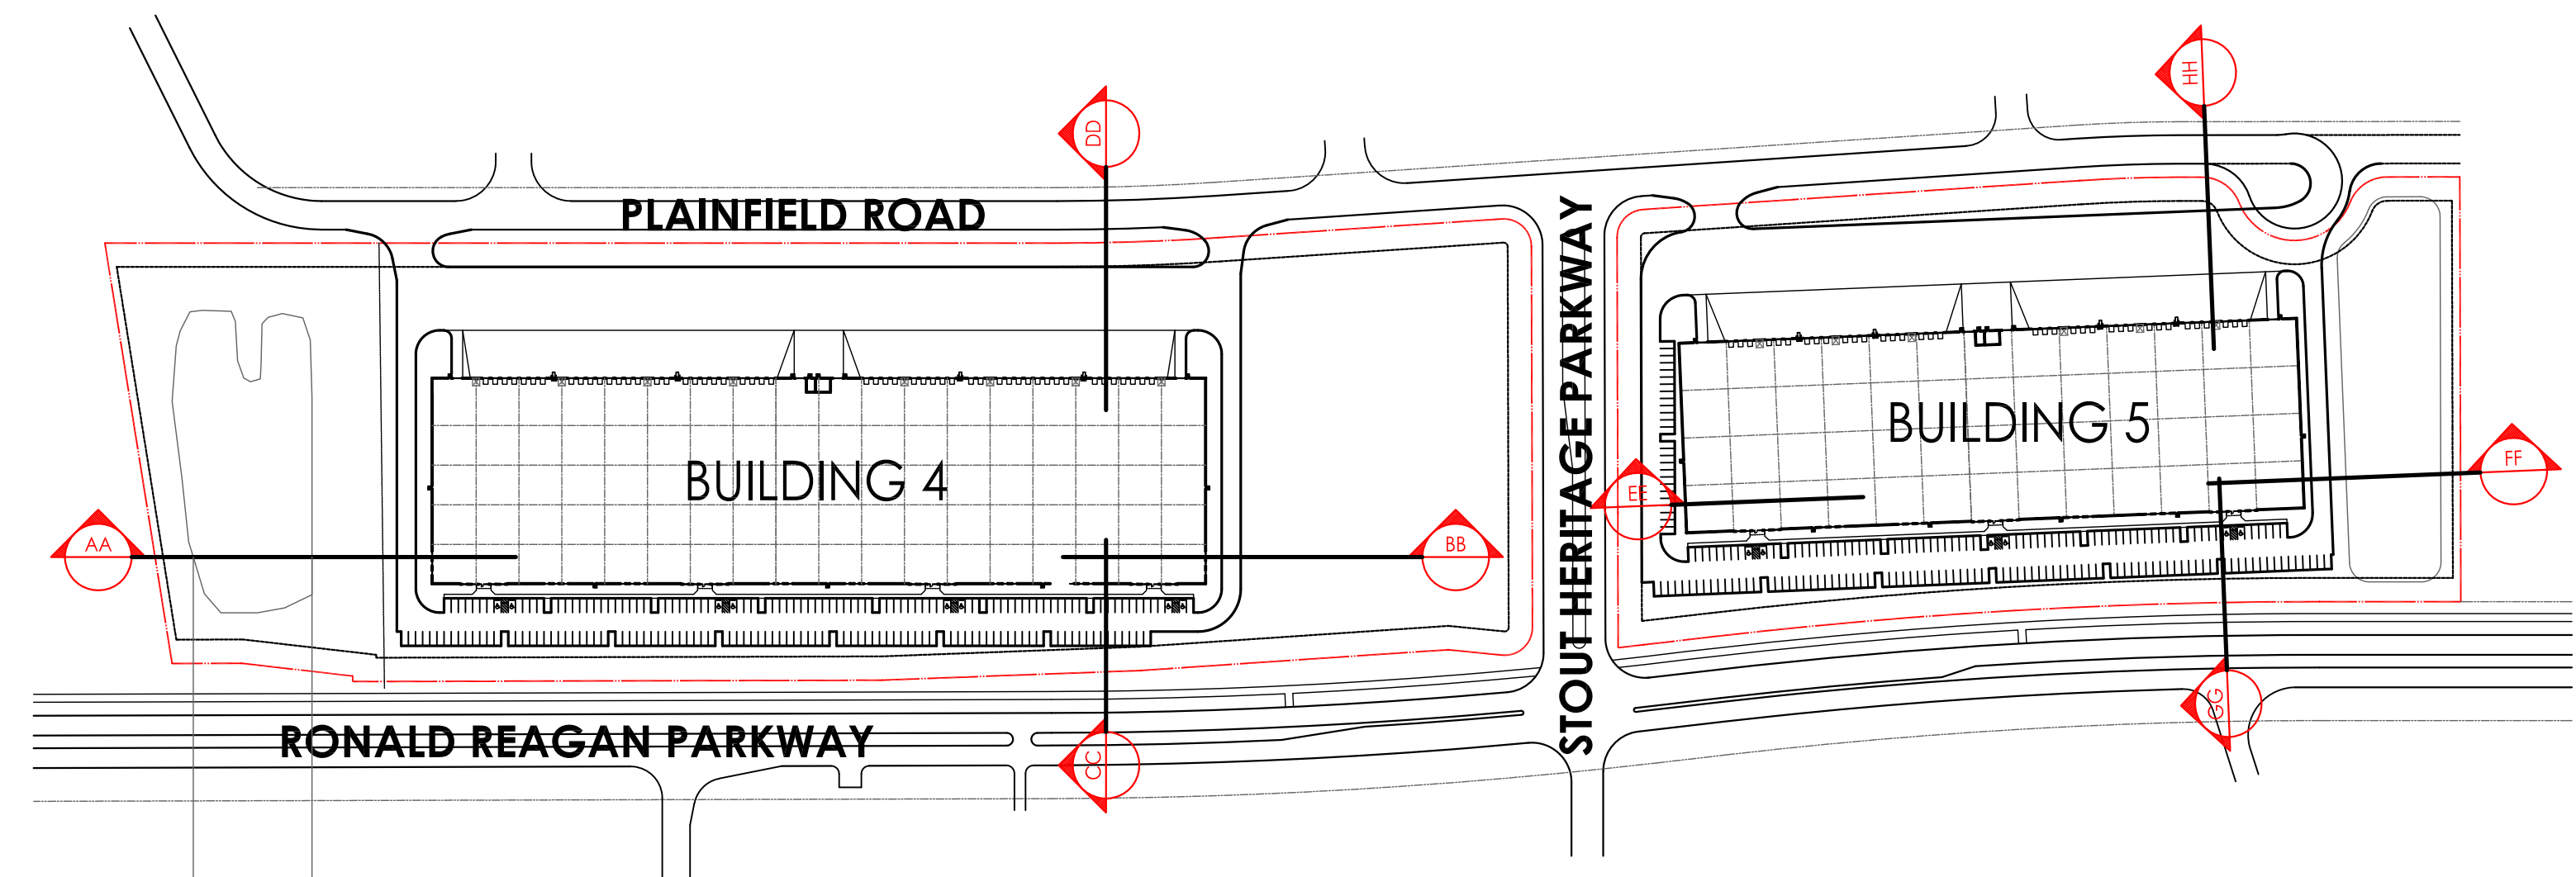 HH
DD
PLAINFIELD ROAD
STOUT HERITAGE PARKWAY
BUILDING 5
BUILDING 4
FF
EE
AA
BB
GG
RONALD REAGAN PARKWAY
CC